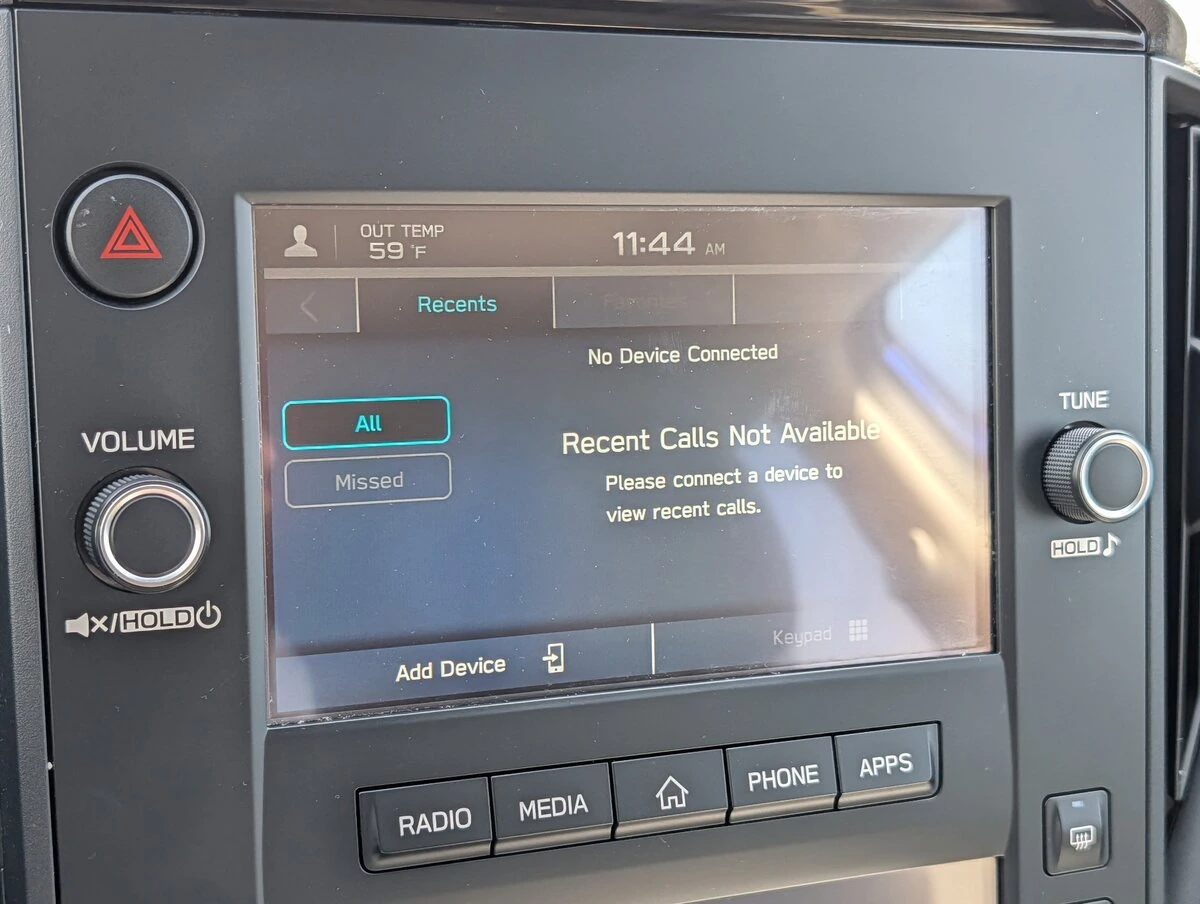 OUT TEMP
59 °F
11:44 AM
Recents
Favorites
No Device Connected
All
Missed
Recent Calls Not Available
Please connect a device to
view recent calls.
Add Device
Keypad
VOLUME
/HOLD
TUNE
HOLD
RADIO
MEDIA
PHONE
APPS